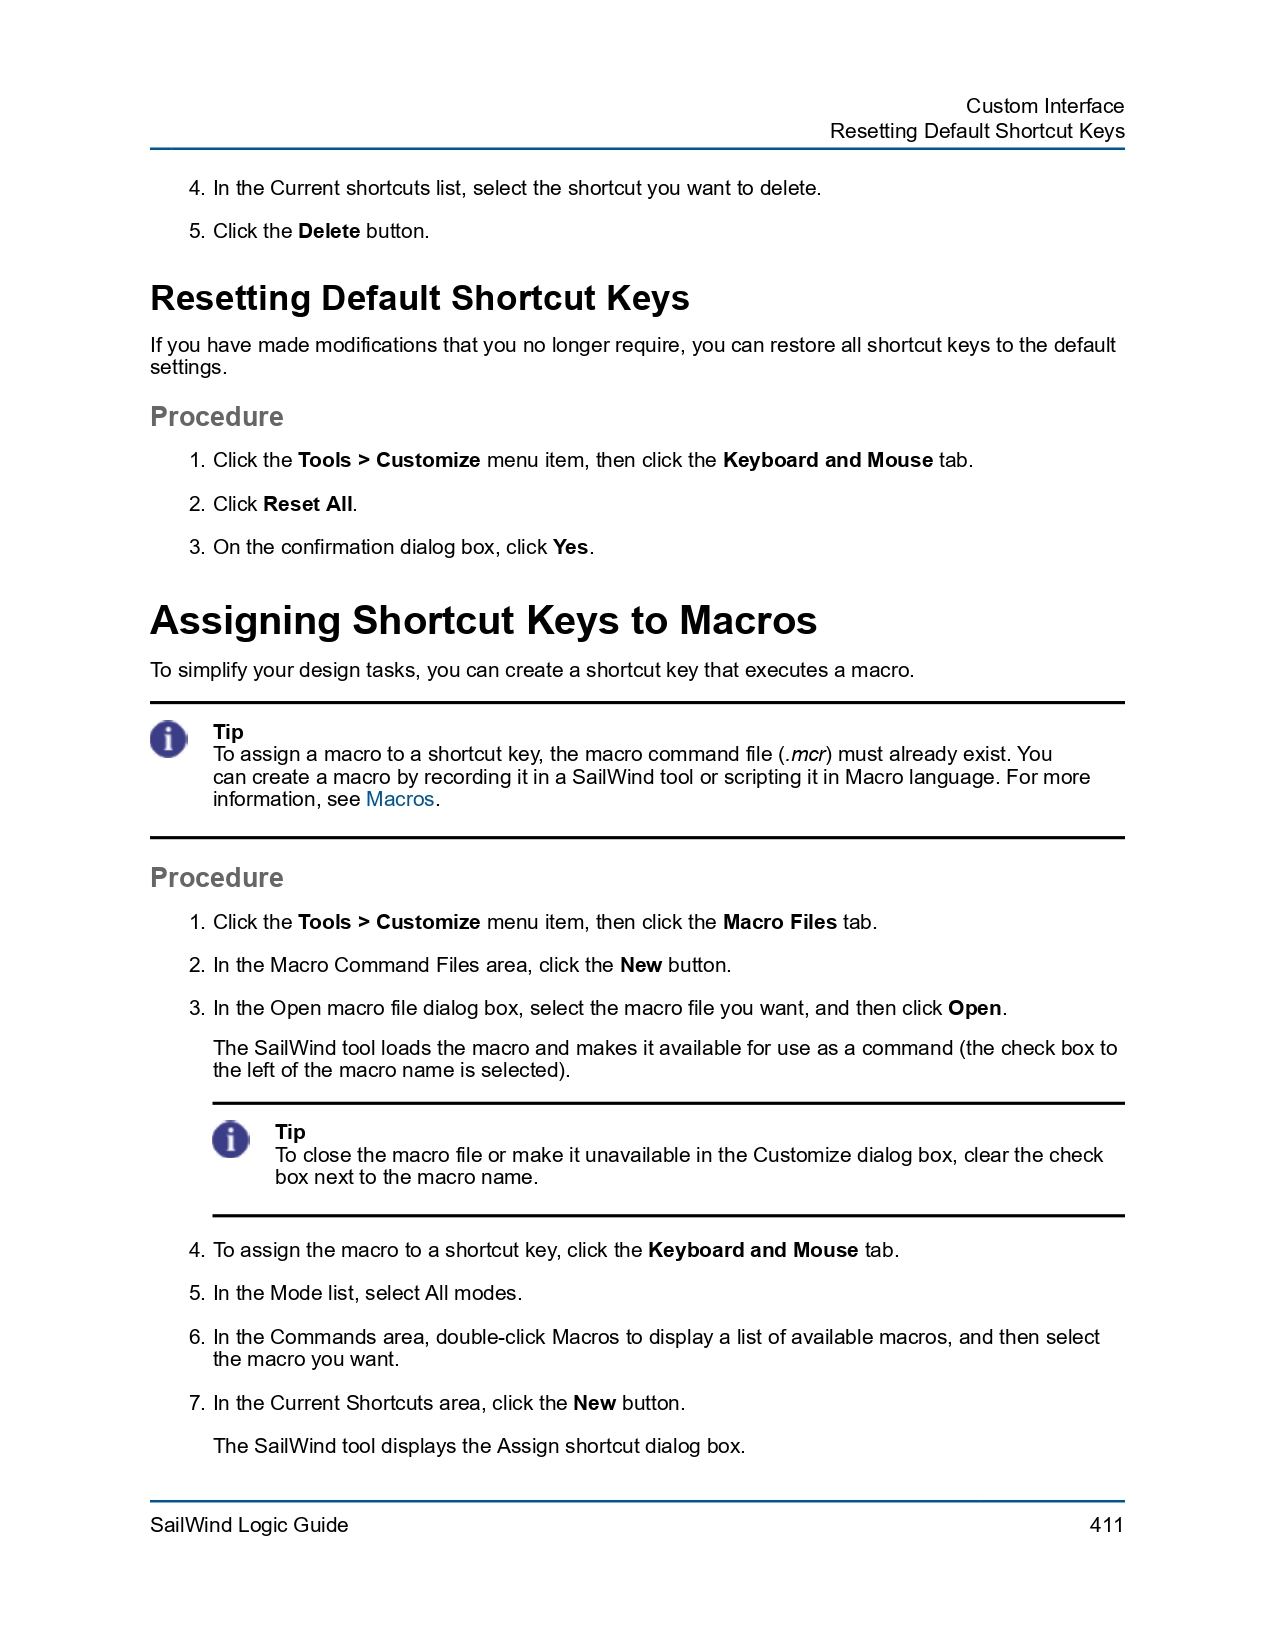 Custom Interface
Resetting Default Shortcut Keys
4. In the Current shortcuts list, select the shortcut you want to delete.
5. Click the Delete button.
Resetting Default Shortcut Keys
If you have made modifications that you no longer require, you can restore all shortcut keys to the default
settings.
Procedure
1. Click the Tools > Customize menu item, then click the Keyboard and Mouse tab.
2. Click Reset All.
3. On the confirmation dialog box, click Yes.
Assigning Shortcut Keys to Macros
To simplify your design tasks, you can create a shortcut key that executes a macro.
Tip
To assign a macro to a shortcut key, the macro command file (.mcr) must already exist. You
can create a macro by recording it in a SailWind tool or scripting it in Macro language. For more
information, see Macros.
Procedure
1. Click the Tools > Customize menu item, then click the Macro Files tab.
2. In the Macro Command Files area, click the New button.
3. In the Open macro file dialog box, select the macro file you want, and then click Open.
The SailWind tool loads the macro and makes it available for use as a command (the check box to
the left of the macro name is selected).
Tip
To close the macro file or make it unavailable in the Customize dialog box, clear the check
box next to the macro name.
4. To assign the macro to a shortcut key, click the Keyboard and Mouse tab.
5. In the Mode list, select All modes.
6. In the Commands area, double-click Macros to display a list of available macros, and then select
the macro you want.
7. In the Current Shortcuts area, click the New button.
The SailWind tool displays the Assign shortcut dialog box.
SailWind Logic Guide
411